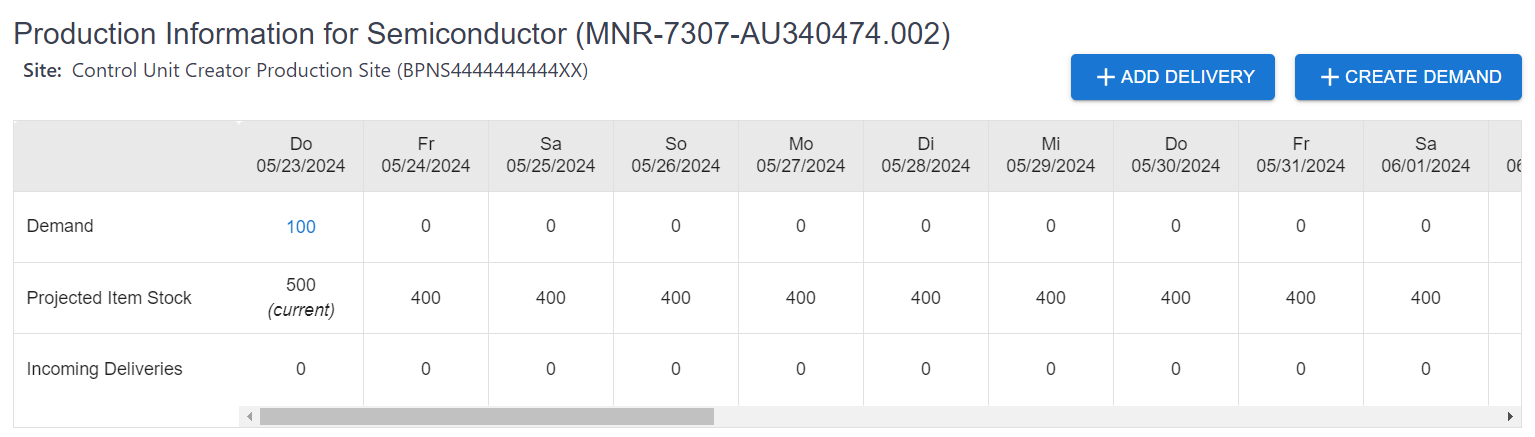 Production Information for Semiconductor (MNR-7307-AU340474.002)
Site: Control Unit Creator Production Site (BPNS4444444444XX)
ADD DELIVERY CREATE DEMAND
Do Fr Sa So Mo Di Mi Do Fr Sa
05/23/2024 05/24/2024 05/25/2024 05/26/2024 05/27/2024 05/28/2024 05/29/2024 05/30/2024 05/31/2024 06/01/2024
Demand 100 0 0 0 0 0 0 0 0 0
Projected Item Stock 500 (current) 400 400 400 400 400 400 400 400 400
Incoming Deliveries 0 0 0 0 0 0 0 0 0 0